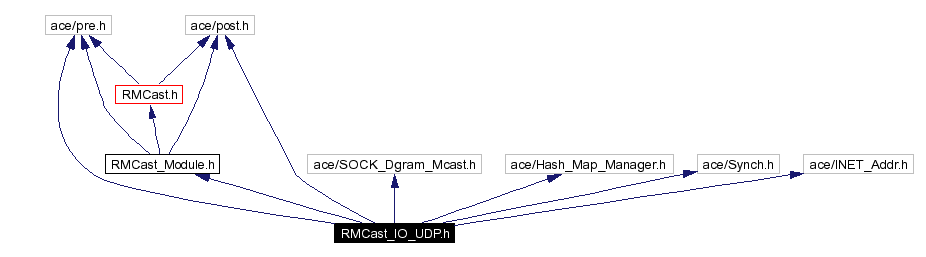 ace/pre.h
ace/post.h
RMCast.h
RMCast_Module.h
ace/SOCK_Dgram_Mcast.h
ace/Hash_Map_Manager.h
ace/Synch.h
ace/INET_Addr.h
RMCast_IO_UDP.h